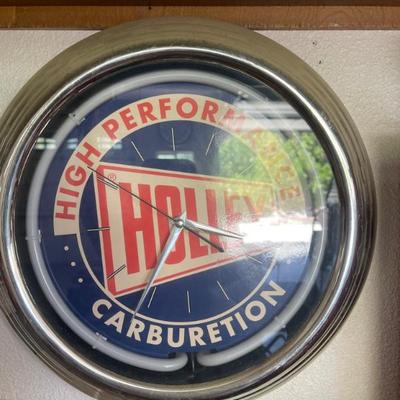 HIGH PERFORMANCE
HOLLEY
®
CARBURETION